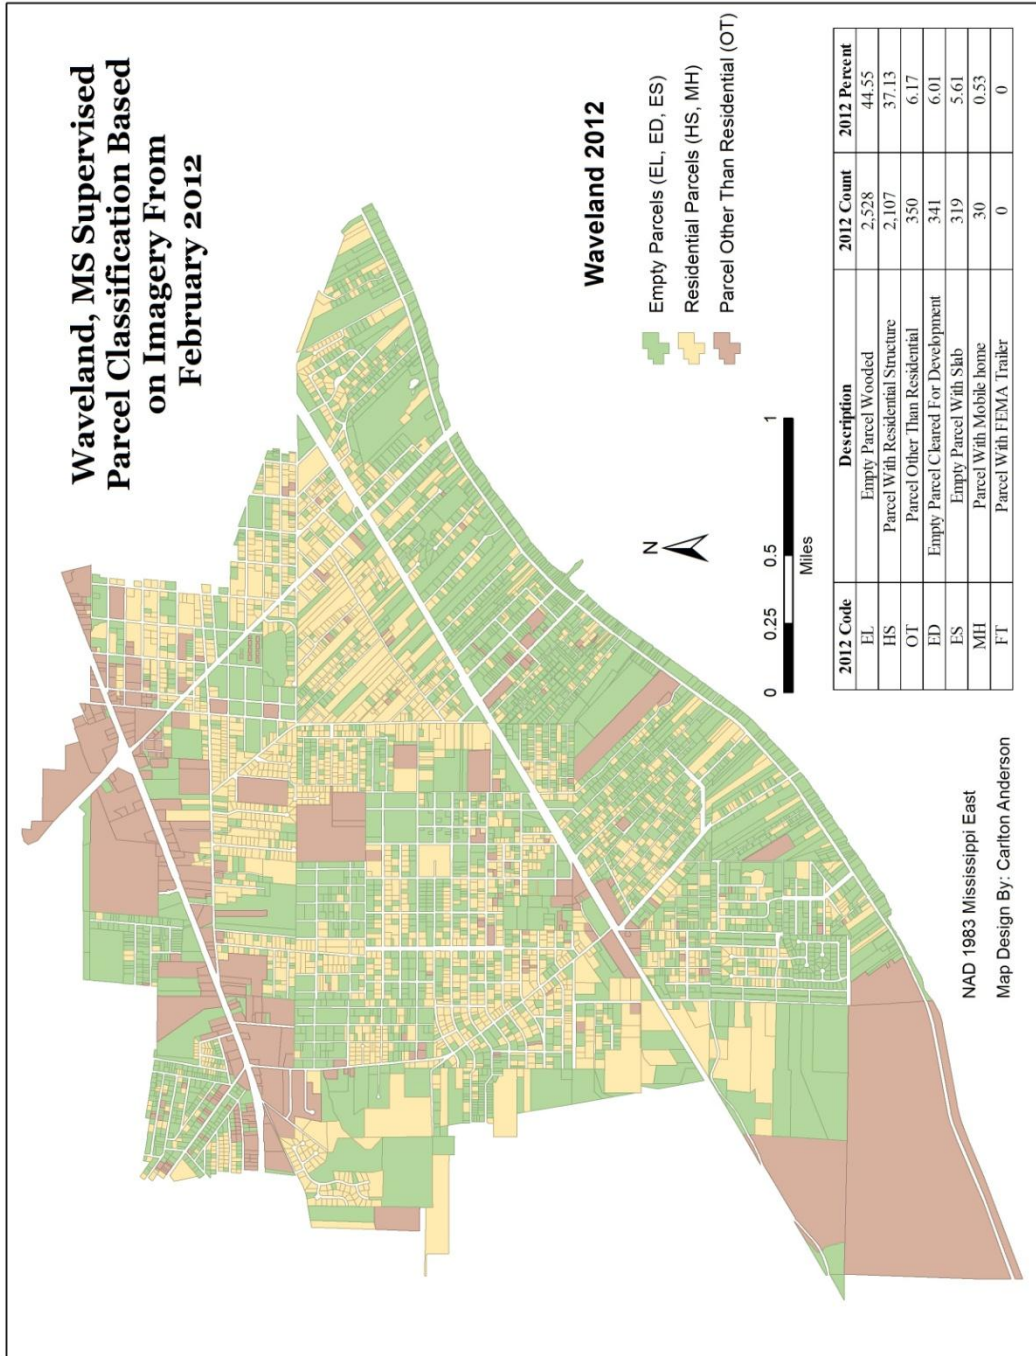 Waveland, MS Supervised
Parcel Classification Based
on Imagery From
February 2012
Waveland 2012
Empty Parcels (EL, ED, ES)
Residential Parcels (HS, MH)
Parcel Other Than Residential (OT)
N
0 0.25 0.5 1
Miles
2012 Code Description 2012 Count 2012 Percent
EL Empty Parcel Wooded 2,528 44.55
HS Parcel With Residential Structure 2,107 37.13
OT Parcel Other Than Residential 350 6.17
ED Empty Parcel Cleared For Development 341 6.01
ES Empty Parcel With Slab 319 5.61
MH Parcel With Mobile home 30 0.53
FT Parcel With FEMA Trailer 0 0
NAD 1983 Mississippi East
Map Design By: Carlton Anderson